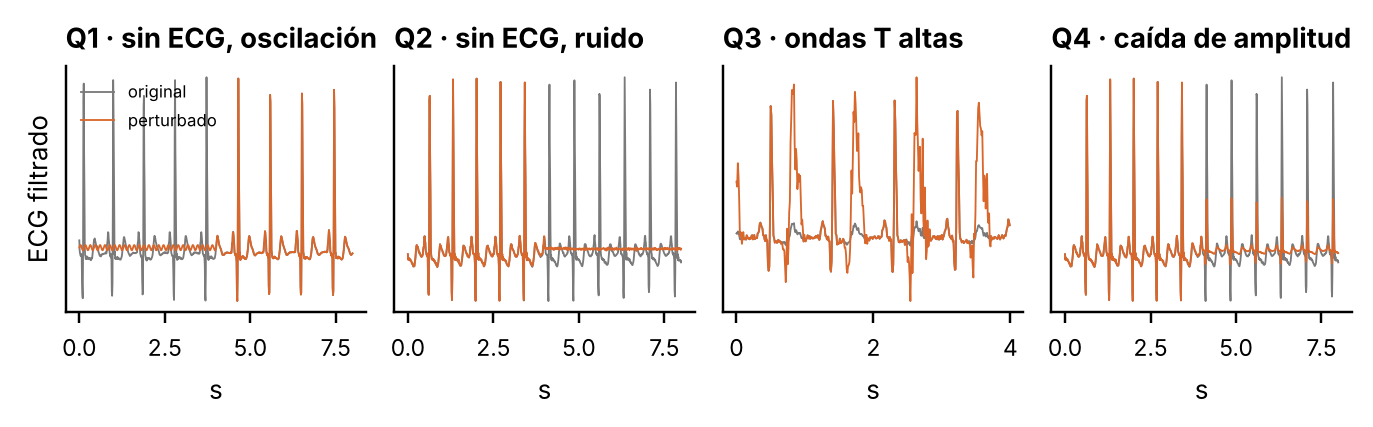 Q1 · sin ECG, oscilación
Q2 · sin ECG, ruido
Q3 · ondas T altas
Q4 · caída de amplitud
original
perturbado
ECG filtrado
0.0 2.5 5.0 7.5
0.0 2.5 5.0 7.5
0 2 4
0.0 2.5 5.0 7.5
s
s
s
s